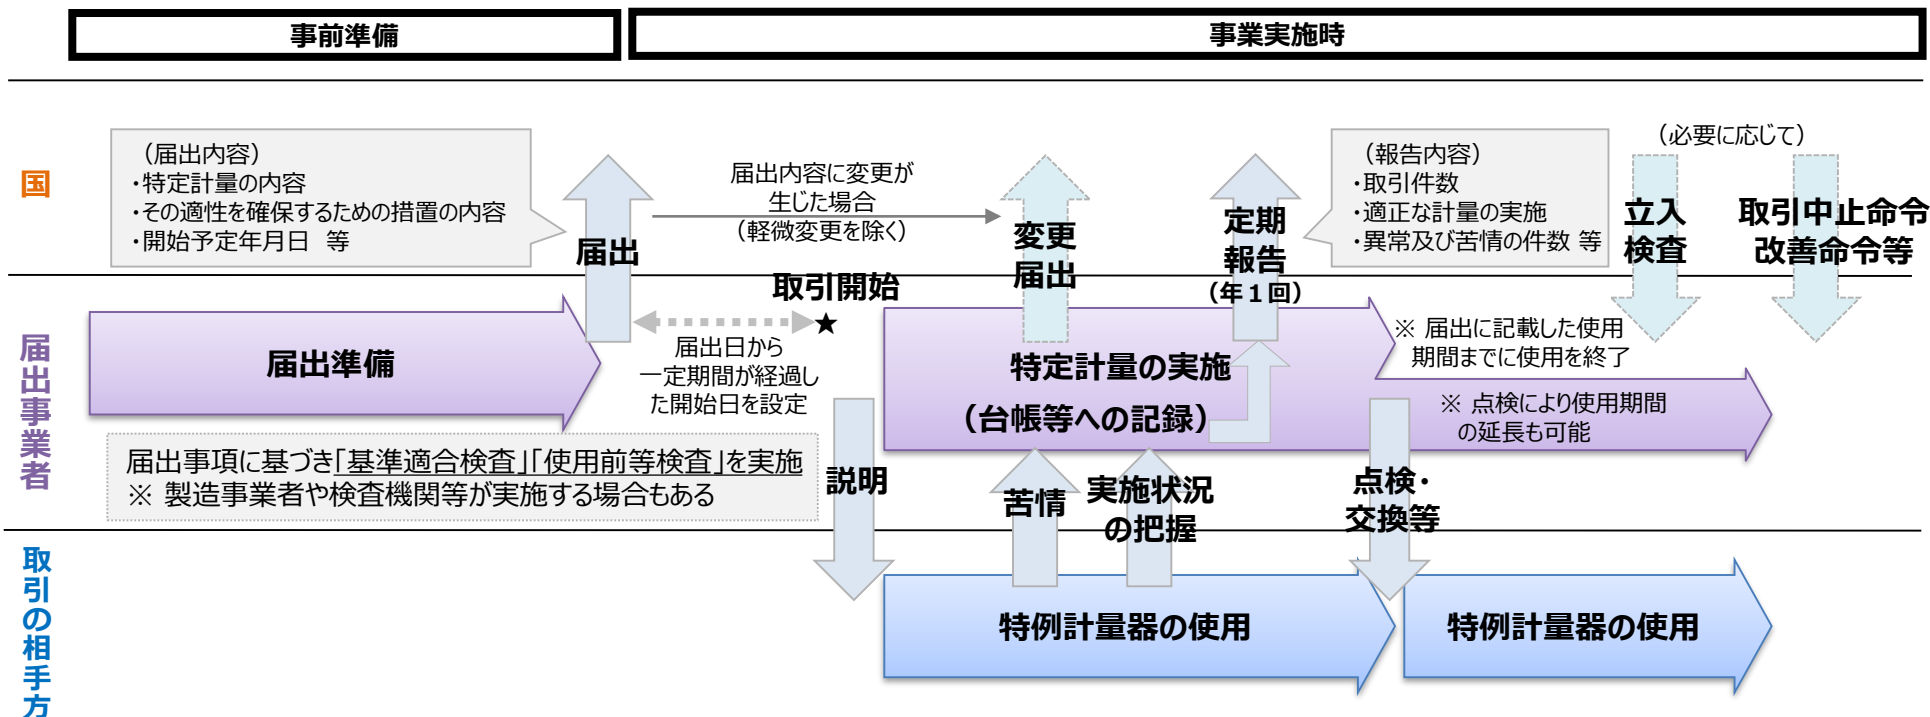 事前準備
事業実施時
国
（届出内容）
・特定計量の内容
・その適性を確保するための措置の内容
・開始予定年月日　等
届出
届出内容に変更が
生じた場合
（軽微変更を除く）
変更
届出
定期
報告
（年１回）
（報告内容）
・取引件数
・適正な計量の実施
・異常及び苦情の件数 等
（必要に応じて）
立入
検査
取引中止命令
改善命令等
届出事業者
届出準備
取引開始
★
届出日から
一定期間が経過し
た開始日を設定
特定計量の実施
（台帳等への記録）
※ 届出に記載した使用
期間までに使用を終了
※ 点検により使用期間
の延長も可能
届出事項に基づき「基準適合検査」「使用前等検査」を実施
※ 製造事業者や検査機関等が実施する場合もある
説明
苦情
実施状況
の把握
点検・
交換等
取引の相手方
特例計量器の使用
特例計量器の使用